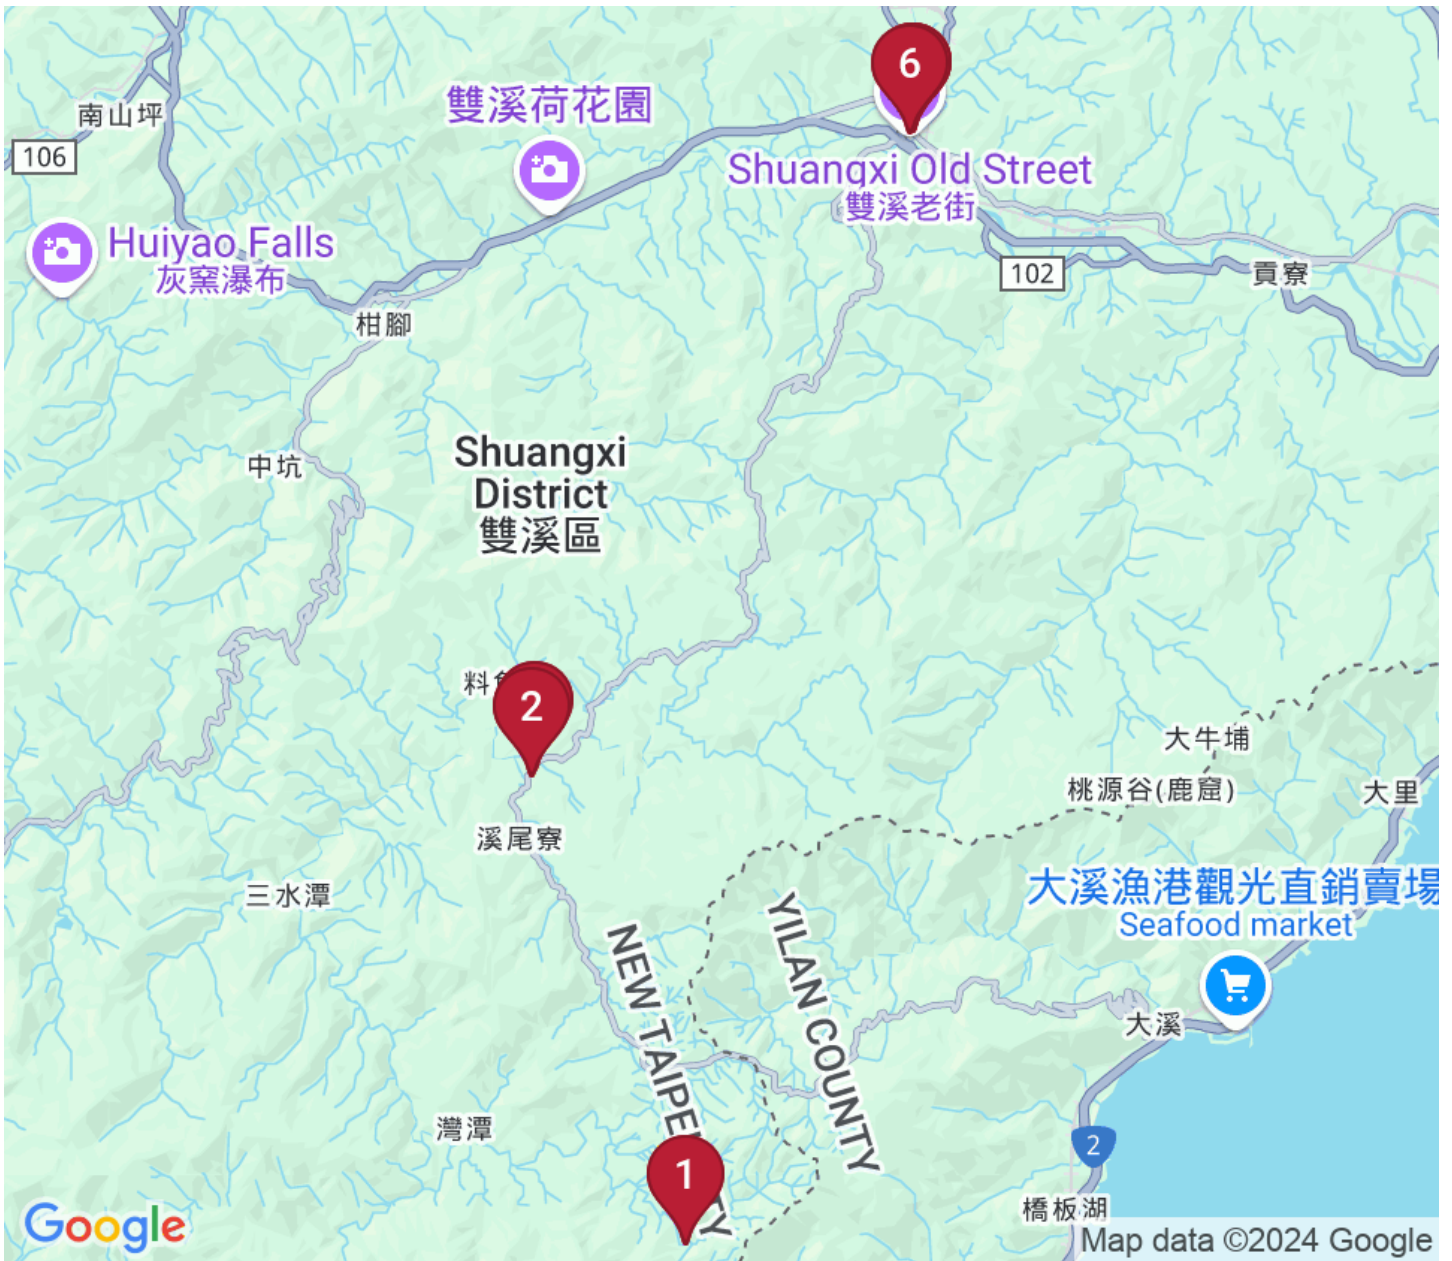 6
南山坪
雙溪荷花園
106
Shuangxi Old Street
雙溪老街
Huiyao Falls
灰窯瀑布
102
貢寮
柑腳
Shuangxi
District
雙溪區
中坑
料
2
大牛埔
桃源谷(鹿窟)
大里
溪尾寮
三水潭
大溪漁港觀光直銷賣場
Seafood market
NEW TAIPEI
TY
YILAN COUNTY
大溪
灣潭
2
1
橋板湖
Google
Map data ©2024 Google